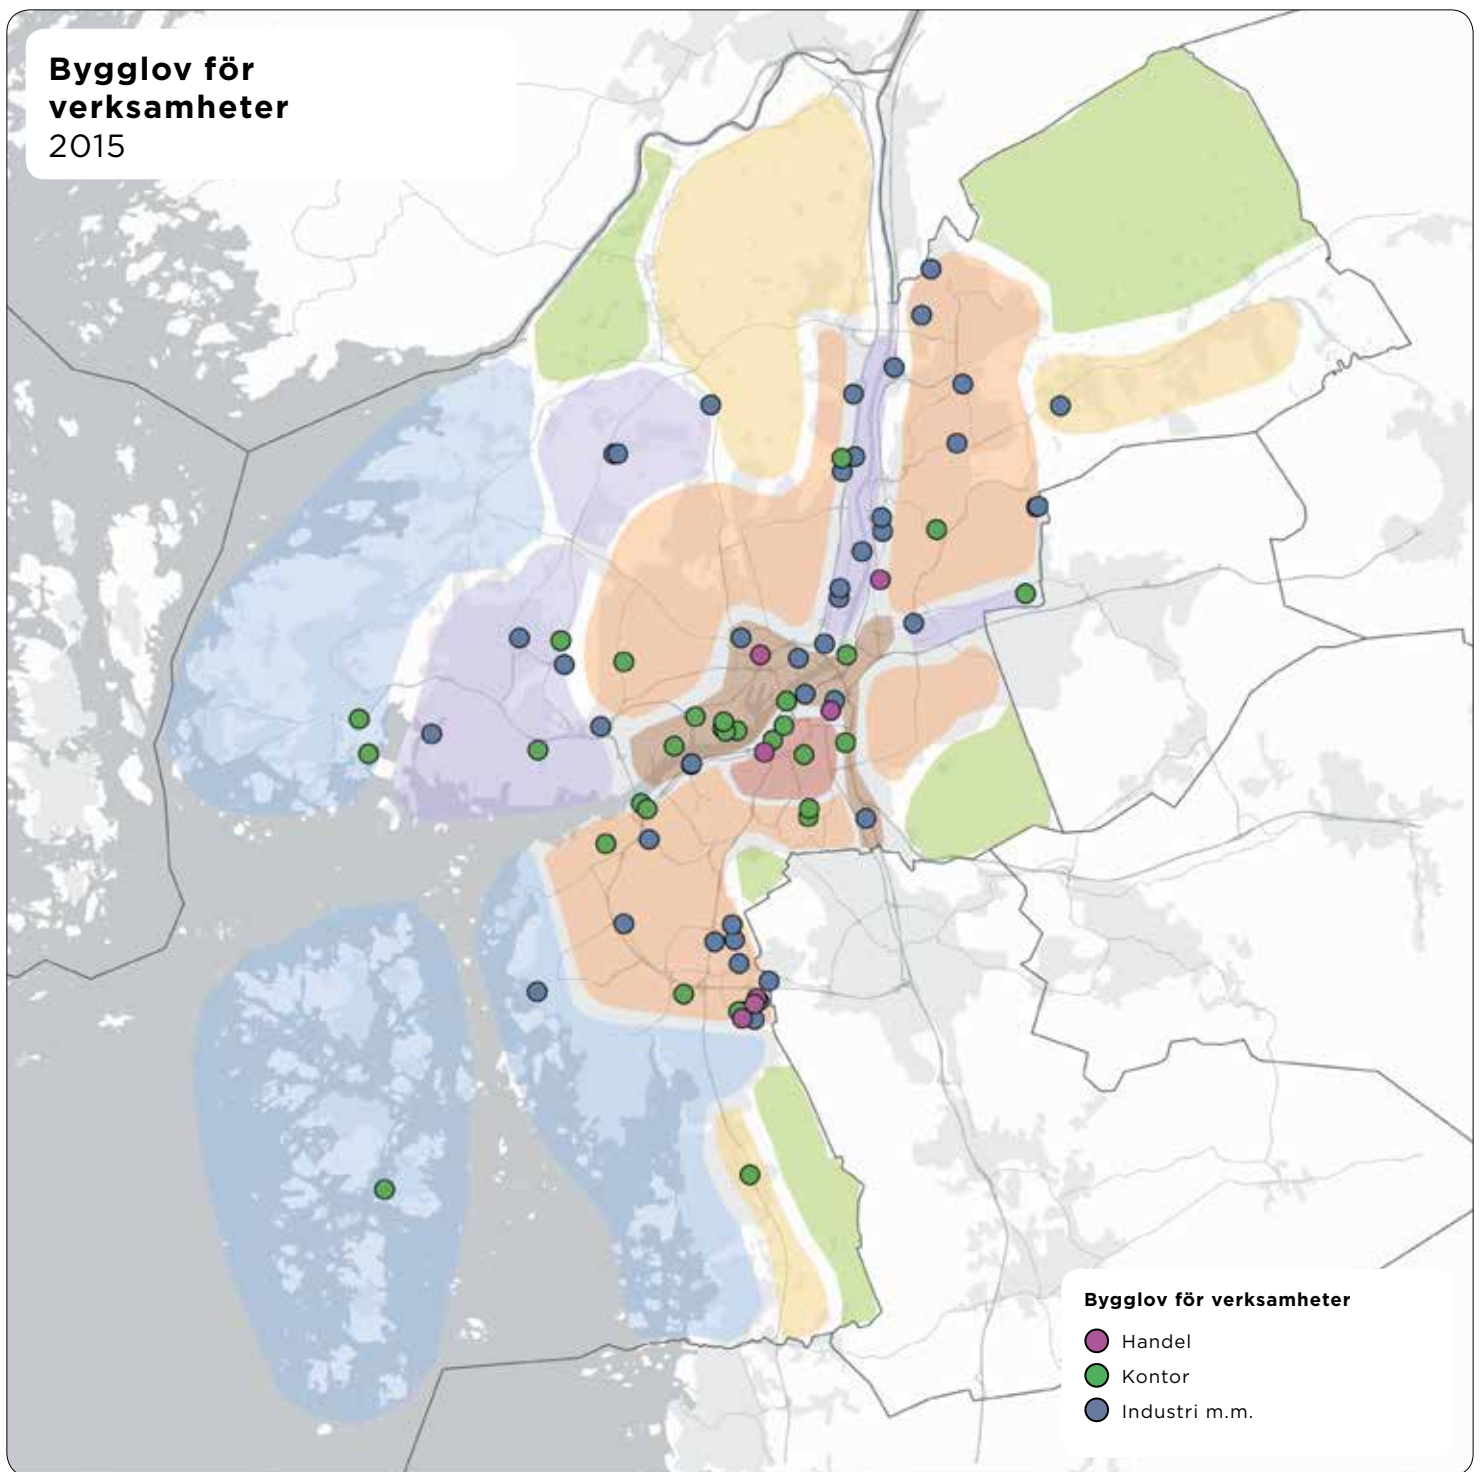 Bygglov för
verksamheter
2015
Bygglov för verksamheter
Handel
Kontor
Industri m.m.